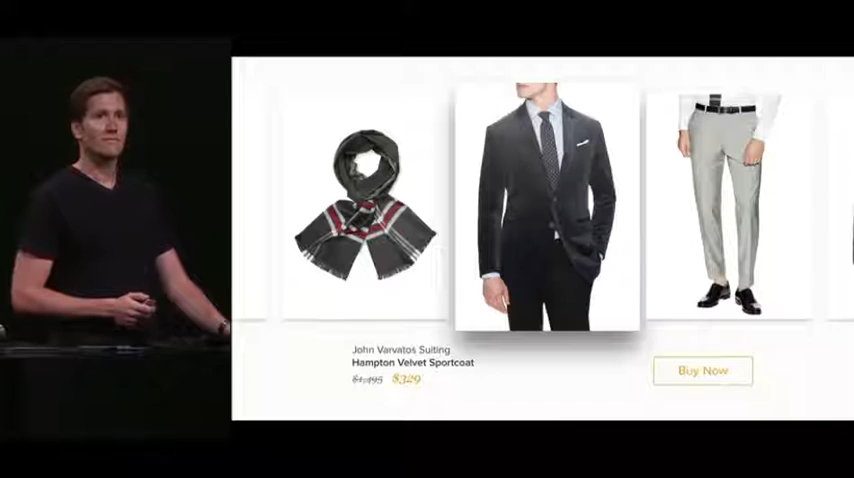 John Varvatos Suiting
Hampton Velvet Sportcoat
$1,495 $329
Buy Now